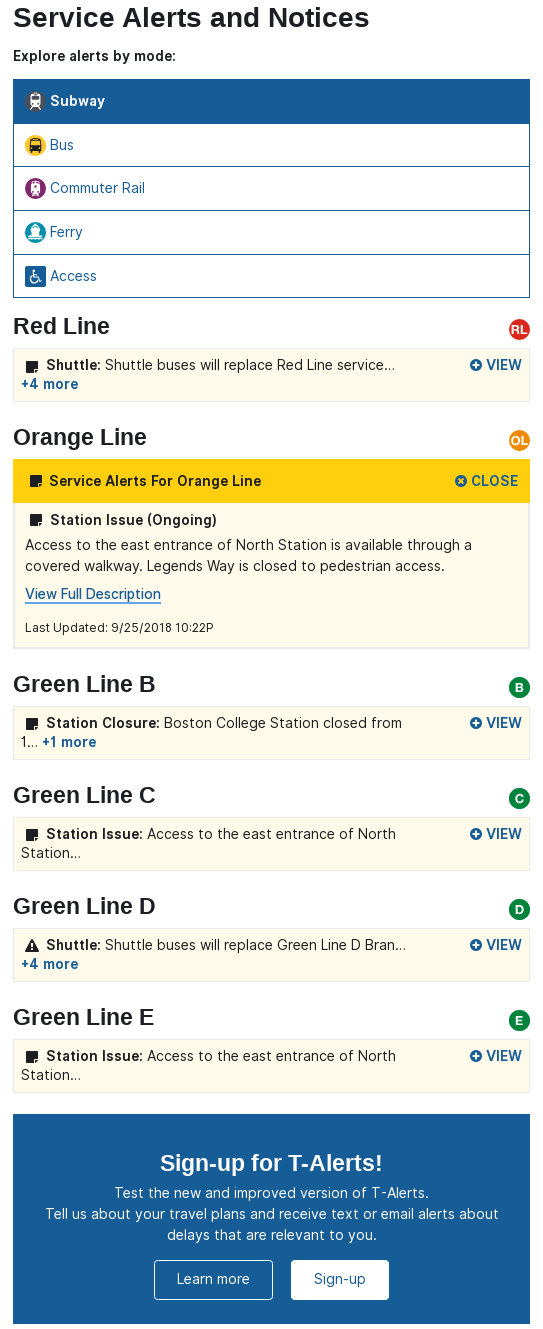 Service Alerts and Notices
Explore alerts by mode:
Subway
Bus
Commuter Rail
Ferry
Access
Red Line RL
Shuttle: Shuttle buses will replace Red Line service... VIEW
+4 more
Orange Line OL
Service Alerts For Orange Line CLOSE
Station Issue (Ongoing)
Access to the east entrance of North Station is available through a
covered walkway. Legends Way is closed to pedestrian access.
View Full Description
Last Updated: 9/25/2018 10:22P
Green Line B B
Station Closure: Boston College Station closed from VIEW
1... +1 more
Green Line C C
Station Issue: Access to the east entrance of North VIEW
Station...
Green Line D D
Shuttle: Shuttle buses will replace Green Line D Bran... VIEW
+4 more
Green Line E E
Station Issue: Access to the east entrance of North VIEW
Station...
Sign-up for T-Alerts!
Test the new and improved version of T-Alerts.
Tell us about your travel plans and receive text or email alerts about
delays that are relevant to you.
Learn more Sign-up